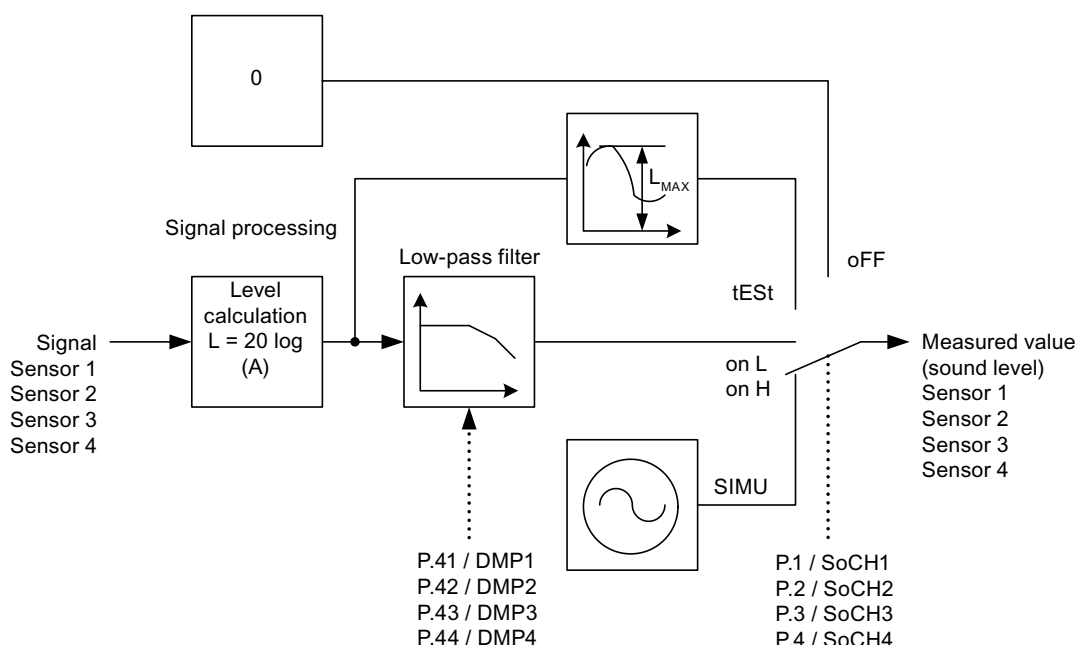 0
L MAX
Signal processing
oFF
Low-pass filter
tESt
Level
calculation
L = 20 log
(A)
Signal
Sensor 1
Sensor 2
Sensor 3
Sensor 4
on L
on H
Measured value
(sound level)
Sensor 1
Sensor 2
Sensor 3
Sensor 4
SIMU
P.41 / DMP1
P.42 / DMP2
P.43 / DMP3
P.44 / DMP4
P.1 / SoCH1
P.2 / SoCH2
P.3 / SoCH3
P.4 / SoCH4